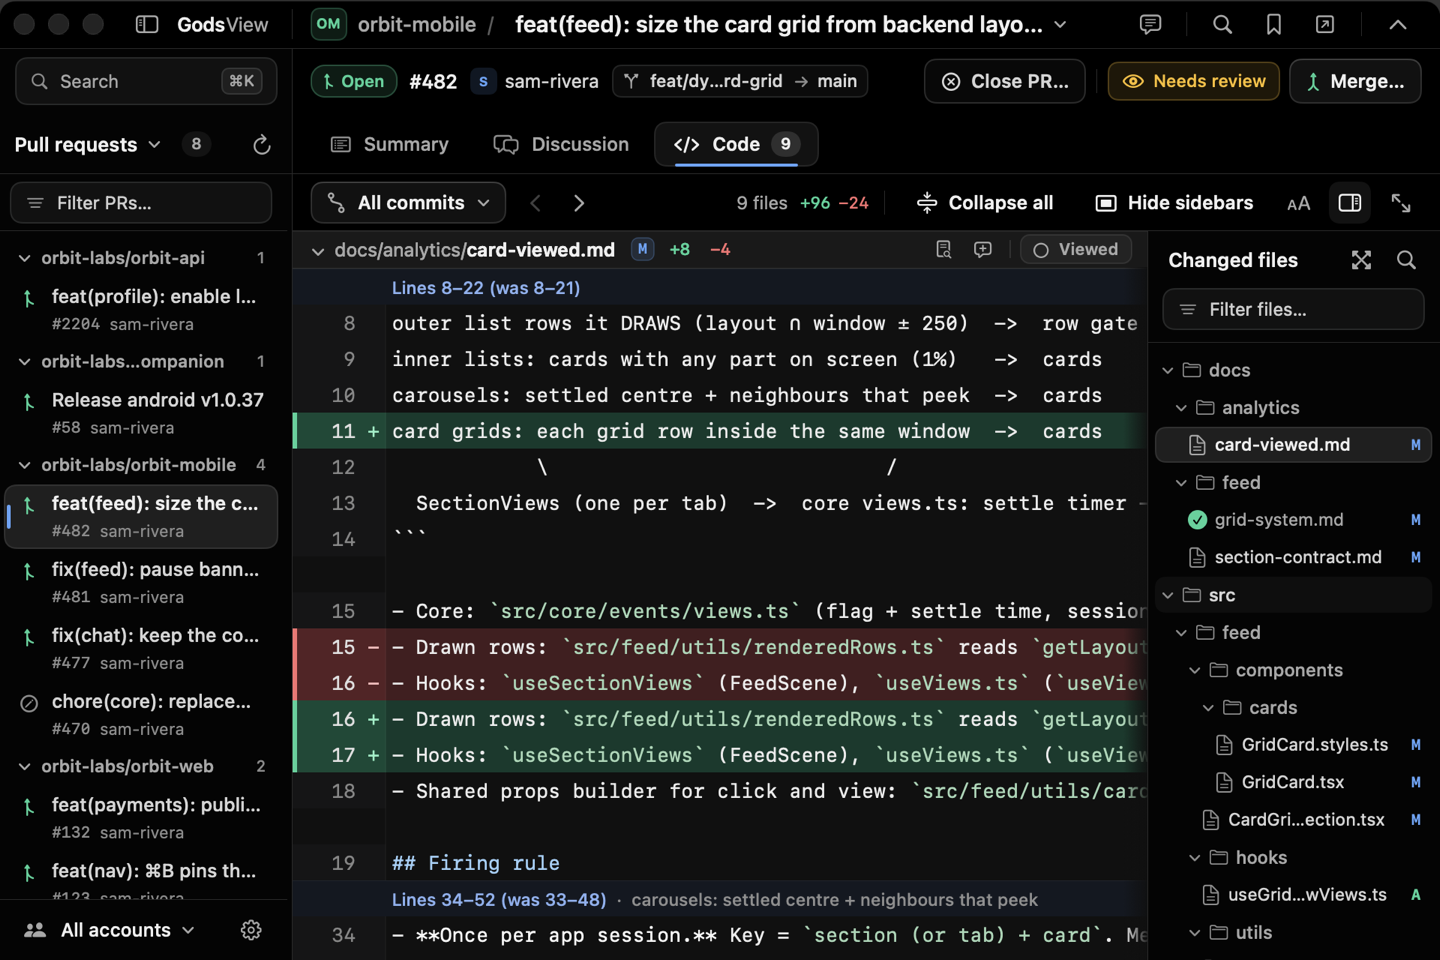 GodsView
OM orbit-mobile / feat(feed): size the card grid from backend layo...
Search ⌘K
Open #482 S sam-rivera feat/dy...rd-grid → main Close PR... Needs review Merge...
Pull requests 8
Summary Discussion Code 9
Filter PRs...
All commits 9 files +96 −24 Collapse all Hide sidebars AA
orbit-labs/orbit-api 1
feat(profile): enable l...
#2204 sam-rivera
orbit-labs...ompanion 1
Release android v1.0.37
#58 sam-rivera
orbit-labs/orbit-mobile 4
feat(feed): size the c...
#482 sam-rivera
fix(feed): pause bann...
#481 sam-rivera
fix(chat): keep the co...
#477 sam-rivera
chore(core): replace...
#470 sam-rivera
orbit-labs/orbit-web 2
feat(payments): publi...
#132 sam-rivera
feat(nav): ⌘B pins th...
#123 sam-rivera
All accounts
docs/analytics/card-viewed.md M +8 −4 Viewed
Lines 8–22 (was 8–21)
8 outer list rows it DRAWS (layout ∩ window ± 250) -> row gate
9 inner lists: cards with any part on screen (1%) -> cards
10 carousels: settled centre + neighbours that peek -> cards
11 + card grids: each grid row inside the same window -> cards
12 \ /
13 SectionViews (one per tab) -> core views.ts: settle timer -
14 ```
15 - Core: `src/core/events/views.ts` (flag + settle time, session
15 − - Drawn rows: `src/feed/utils/renderedRows.ts` reads `getLayout
16 − - Hooks: `useSectionViews` (FeedScene), `useViews.ts` (`useView
16 + - Drawn rows: `src/feed/utils/renderedRows.ts` reads `getLayout
17 + - Hooks: `useSectionViews` (FeedScene), `useViews.ts` (`useView
18 - Shared props builder for click and view: `src/feed/utils/card
19 ## Firing rule
Lines 34–52 (was 33–48) · carousels: settled centre + neighbours that peek
34 - **Once per app session.** Key = `section (or tab) + card`. Me
Changed files
Filter files...
docs
analytics
card-viewed.md M
feed
grid-system.md M
section-contract.md M
src
feed
components
cards
GridCard.styles.ts M
GridCard.tsx M
CardGri...ection.tsx M
hooks
useGrid...wViews.ts A
utils